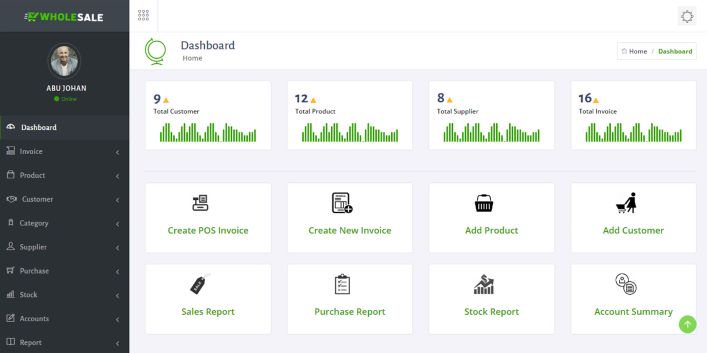 WHOLESALE
ABU JOHAN
Online
Dashboard
Invoice
Product
Customer
Category
Supplier
Purchase
Stock
Accounts
Report
Dashboard
Home
Home / Dashboard
9
Total Customer
12
Total Product
8
Total Supplier
16
Total Invoice
Create POS Invoice
Create New Invoice
Add Product
Add Customer
Sales Report
Purchase Report
Stock Report
Account Summary